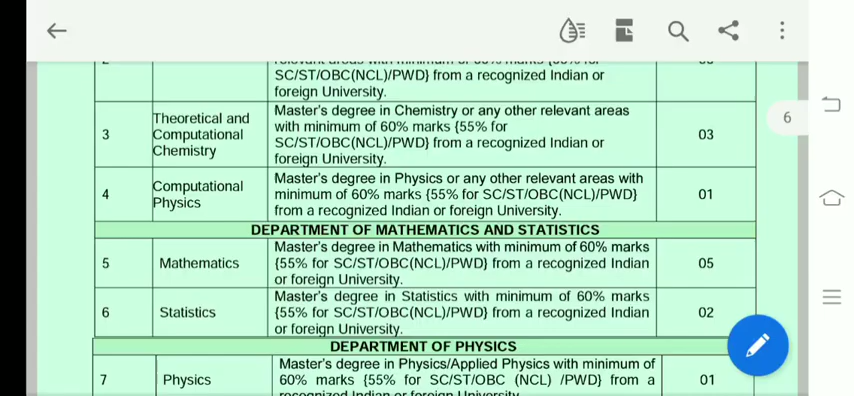 SC/ST/OBC(NCL)/PWD} from a recognized Indian or
foreign University.
6
3
Theoretical and
Computational
Chemistry
Master's degree in Chemistry or any other relevant areas
with minimum of 60% marks {55% for
SC/ST/OBC(NCL)/PWD} from a recognized Indian or
foreign University.
03
4
Computational
Physics
Master's degree in Physics or any other relevant areas with
minimum of 60% marks {55% for SC/ST/OBC(NCL)/PWD}
from a recognized Indian or foreign University.
01
DEPARTMENT OF MATHEMATICS AND STATISTICS
5
Mathematics
Master's degree in Mathematics with minimum of 60% marks
{55% for SC/ST/OBC(NCL)/PWD} from a recognized Indian
or foreign University.
05
6
Statistics
Master's degree in Statistics with minimum of 60% marks
{55% for SC/ST/OBC(NCL)/PWD} from a recognized Indian
or foreign University.
02
DEPARTMENT OF PHYSICS
7
Physics
Master's degree in Physics/Applied Physics with minimum of
60% marks {55% for SC/ST/OBC (NCL) /PWD} from a
recognized Indian or foreign University
01